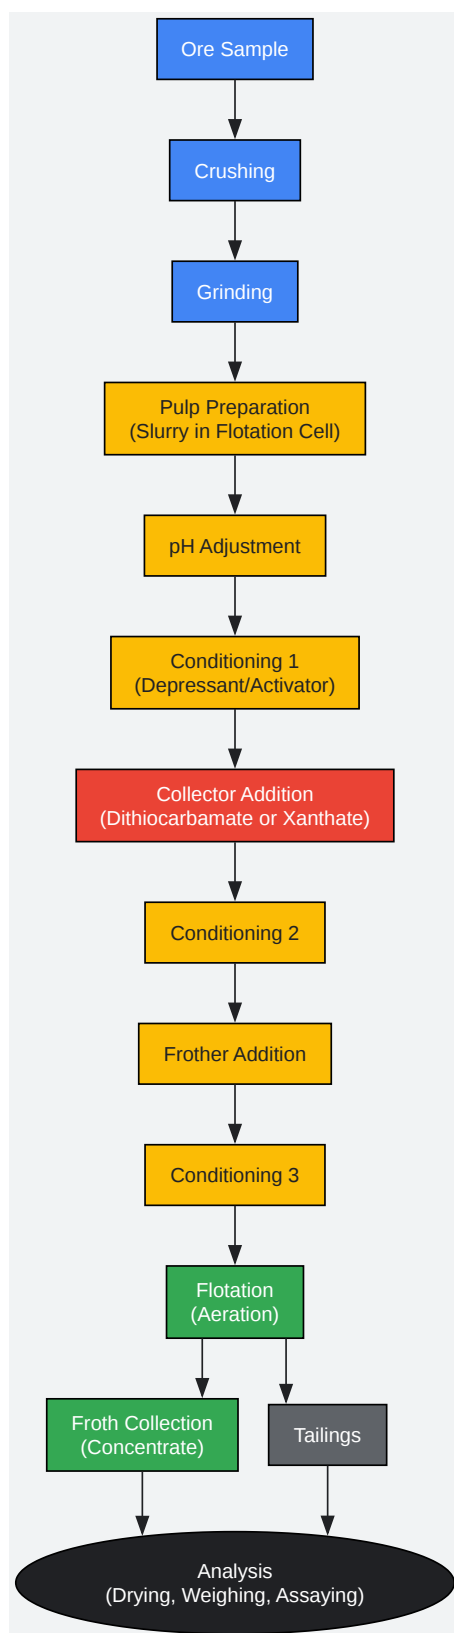 Ore Sample
Crushing
Grinding
Pulp Preparation
(Slurry in Flotation Cell)
pH Adjustment
Conditioning 1
(Depressant/Activator)
Collector Addition
(Dithiocarbamate or Xanthate)
Conditioning 2
Frother Addition
Conditioning 3
Flotation
(Aeration)
Froth Collection
(Concentrate)
Tailings
Analysis
(Drying, Weighing, Assaying)